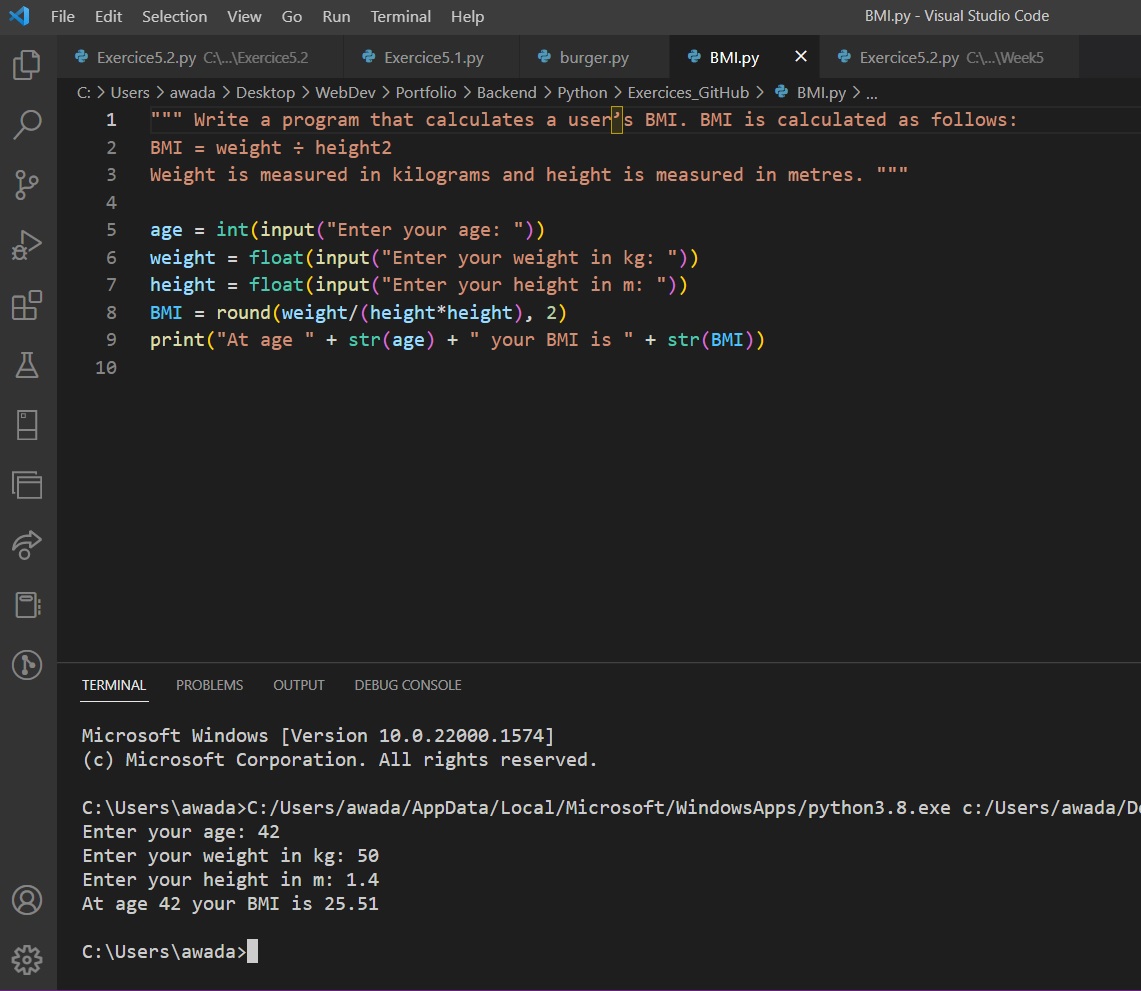 File Edit Selection View Go Run Terminal Help BMI.py - Visual Studio Code
Exercice5.2.py C:\...\Exercice5.2 Exercice5.1.py burger.py BMI.py × Exercice5.2.py C:\...\Week5
C: > Users > awada > Desktop > WebDev > Portfolio > Backend > Python > Exercices_GitHub > BMI.py > ...
1 """ Write a program that calculates a user’s BMI. BMI is calculated as follows:
2 BMI = weight ÷ height2
3 Weight is measured in kilograms and height is measured in metres. """
4
5 age = int(input("Enter your age: "))
6 weight = float(input("Enter your weight in kg: "))
7 height = float(input("Enter your height in m: "))
8 BMI = round(weight/(height*height), 2)
9 print("At age " + str(age) + " your BMI is " + str(BMI))
10
TERMINAL PROBLEMS OUTPUT DEBUG CONSOLE
Microsoft Windows [Version 10.0.22000.1574]
(c) Microsoft Corporation. All rights reserved.
C:\Users\awada>C:/Users/awada/AppData/Local/Microsoft/WindowsApps/python3.8.exe c:/Users/awada/De
Enter your age: 42
Enter your weight in kg: 50
Enter your height in m: 1.4
At age 42 your BMI is 25.51
C:\Users\awada>